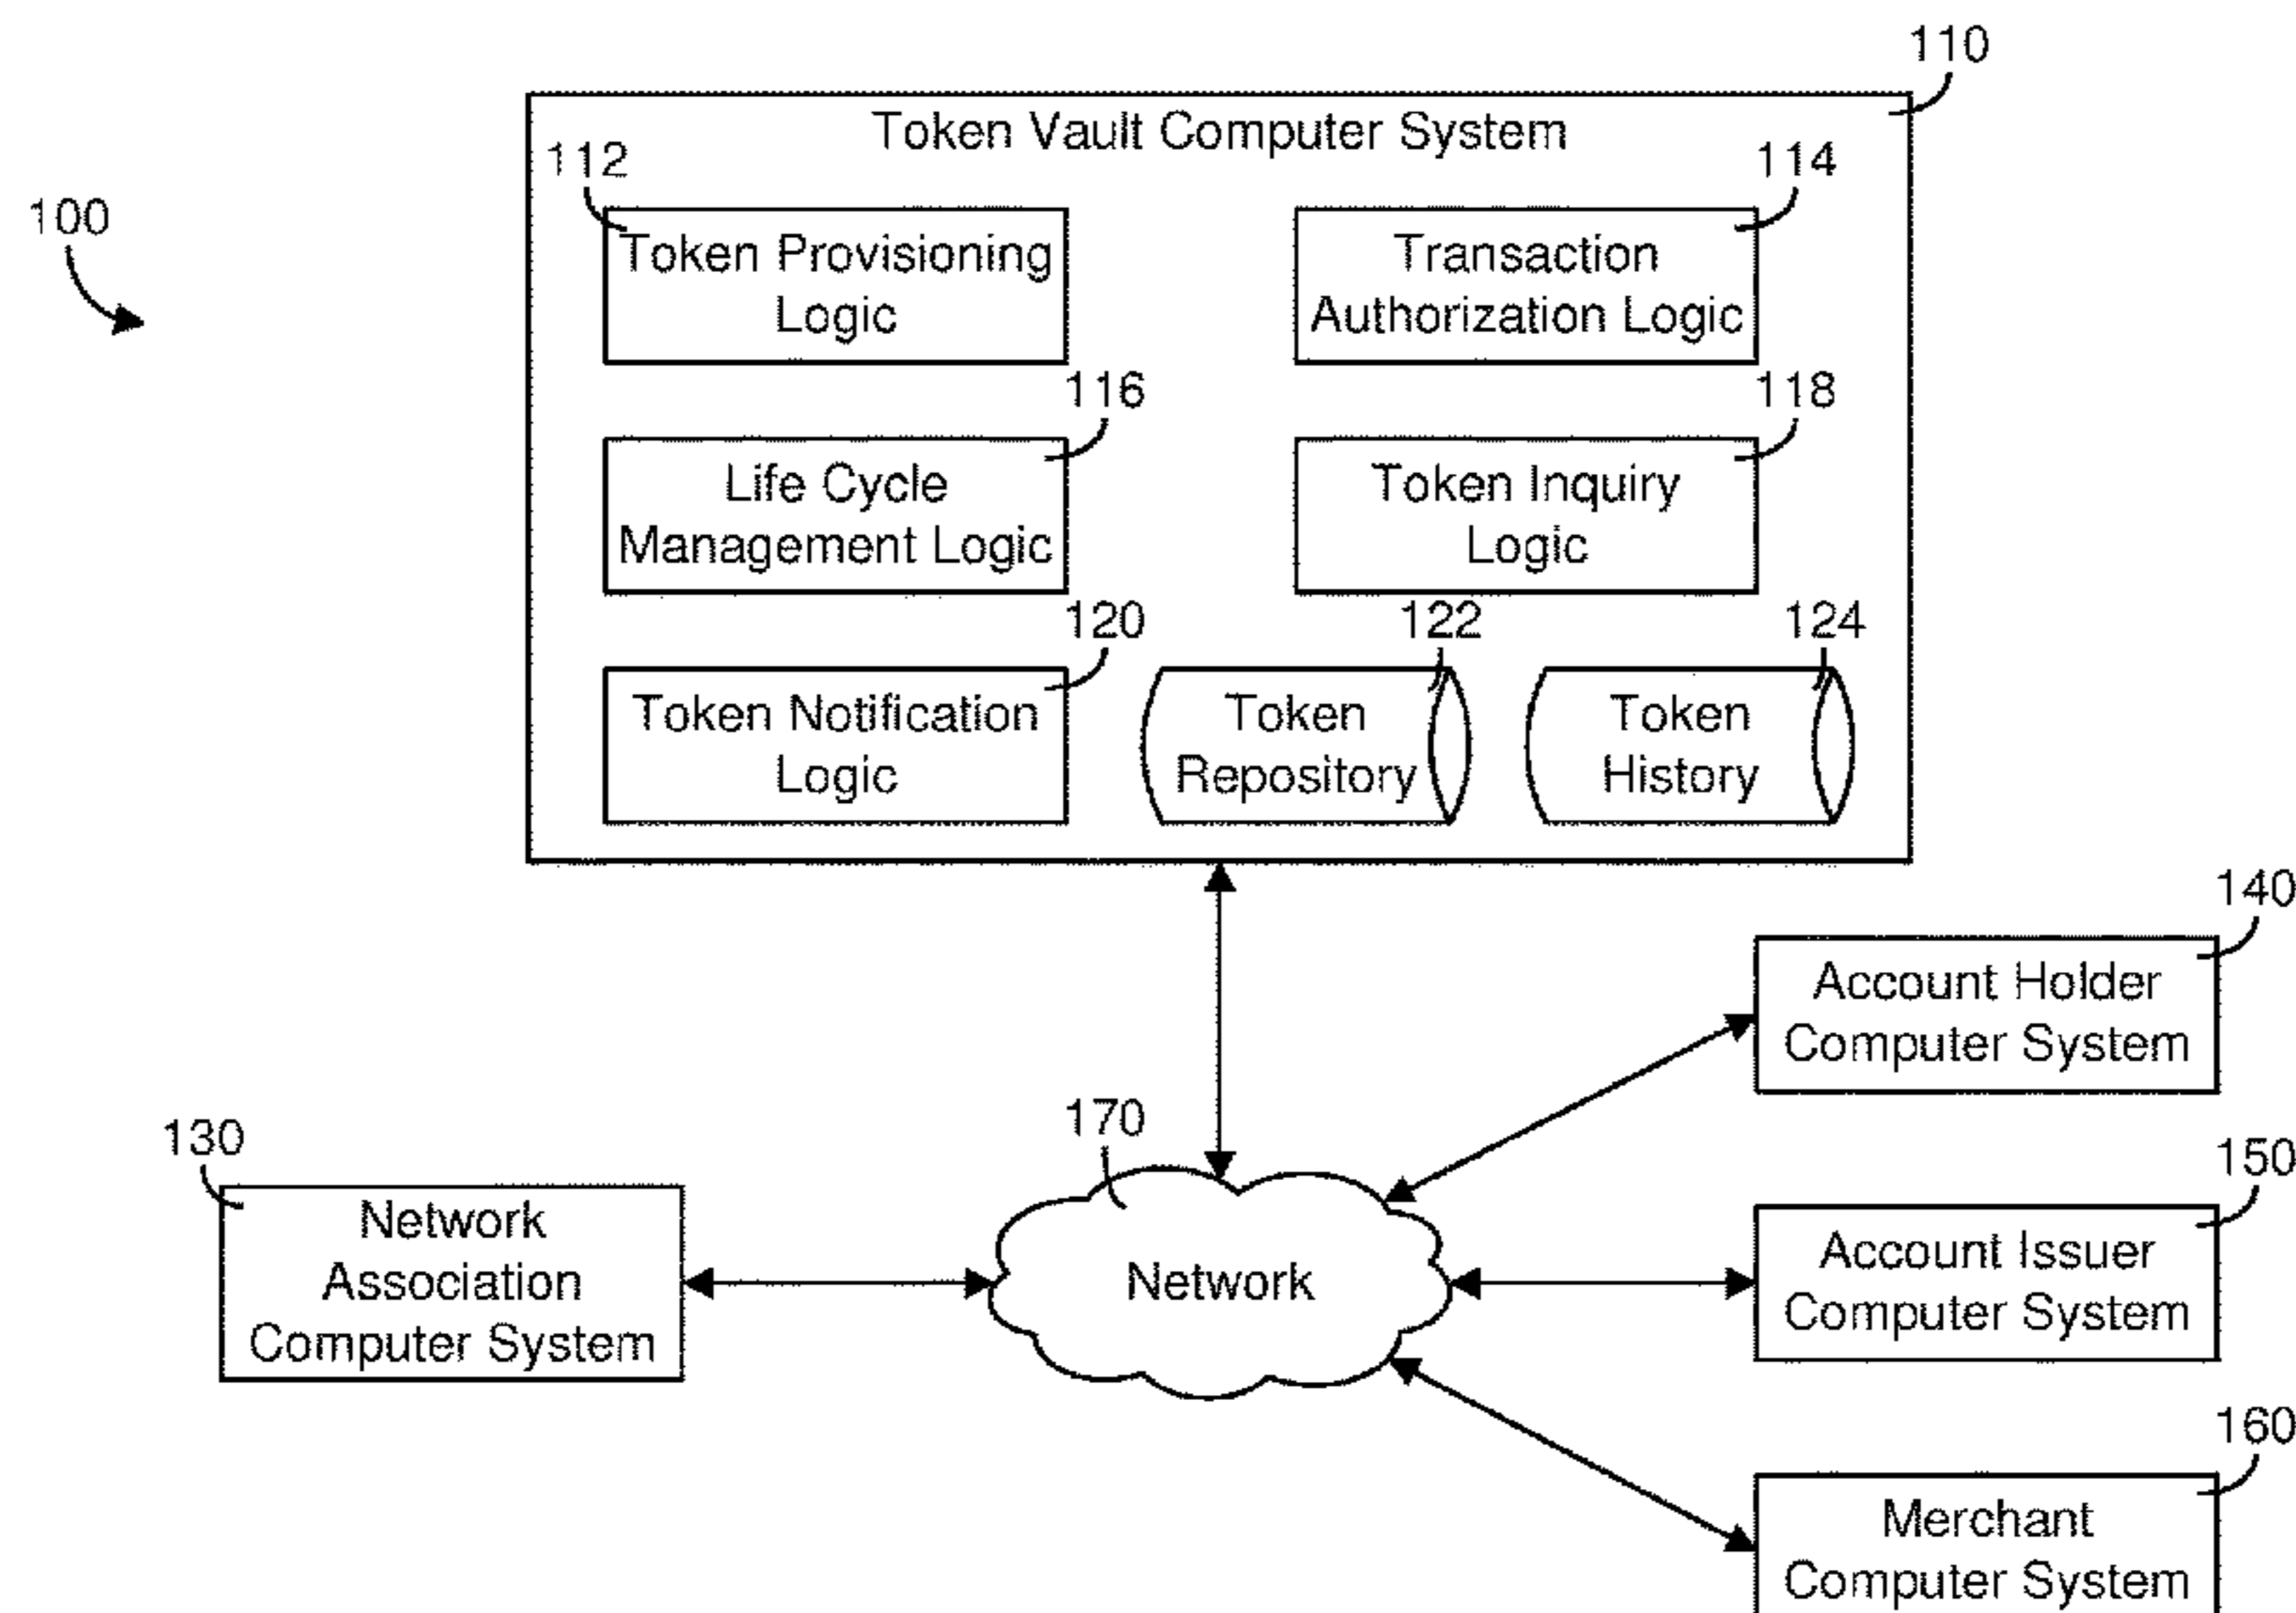 110
Token Vault Computer System
112
114
100
Token Provisioning
Logic
Transaction
Authorization Logic
116
118
Life Cycle
Management Logic
Token Inquiry
Logic
120
122
124
Token Notification
Logic
Token
Repository
Token
History
140
Account Holder
Computer System
170
130
150
Network
Association
Computer System
Network
Account Issuer
Computer System
160
Merchant
Computer System